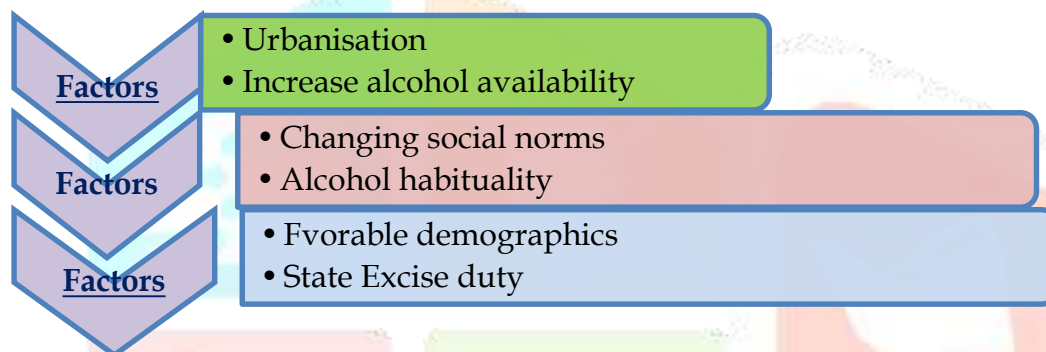 Factors
• Urbanisation
• Increase alcohol availability
Factors
• Changing social norms
• Alcohol habituality
Factors
• Fvorable demographics
• State Excise duty